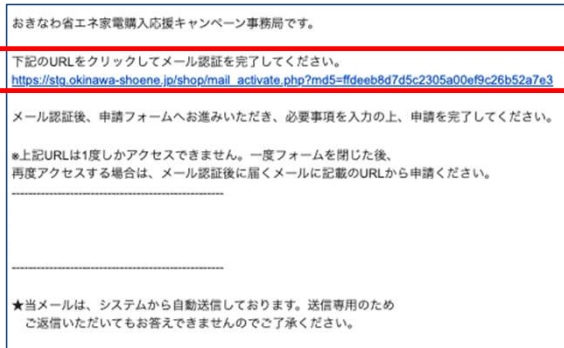 おきなわ省エネ家電購入応援キャンペーン事務局です。
下記のURLをクリックしてメール認証を完了してください。
https://stg.okinawa-shoene.jp/shop/mail_activate.php?md5=ffdeeb8d7d5c2305a00ef9c26b52a7e3
メール認証後、申請フォームへお進みいただき、必要事項を入力の上、申請を完了してください。
※上記URLは1度しかアクセスできません。一度フォームを閉じた後、
再度アクセスする場合は、メール認証後に届くメールに記載のURLから申請ください。
--------------------------------------------------
--------------------------------------------------
★当メールは、システムから自動送信しております。送信専用のため
ご返信いただいてもお答えできませんのでご了承ください。